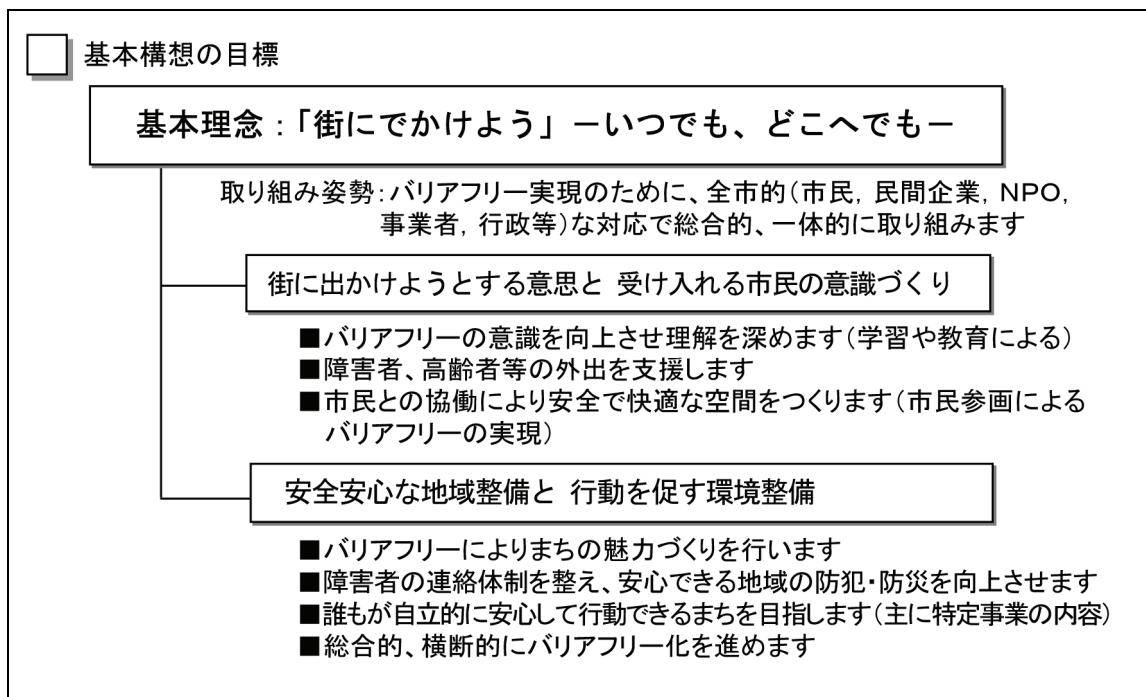 基本構想の目標
基本理念：「街にでかけよう」－いつでも、どこへでも－
取り組み姿勢：バリアフリー実現のために、全市的（市民，民間企業，NPO，
事業者，行政等）な対応で総合的、一体的に取り組みます
街に出かけようとする意思と 受け入れる市民の意識づくり
■バリアフリーの意識を向上させ理解を深めます（学習や教育による）
■障害者、高齢者等の外出を支援します
■市民との協働により安全で快適な空間をつくります（市民参画による
バリアフリーの実現）
安全安心な地域整備と 行動を促す環境整備
■バリアフリーによりまちの魅力づくりを行います
■障害者の連絡体制を整え、安心できる地域の防犯・防災を向上させます
■誰もが自立的に安心して行動できるまちを目指します（主に特定事業の内容）
■総合的、横断的にバリアフリー化を進めます